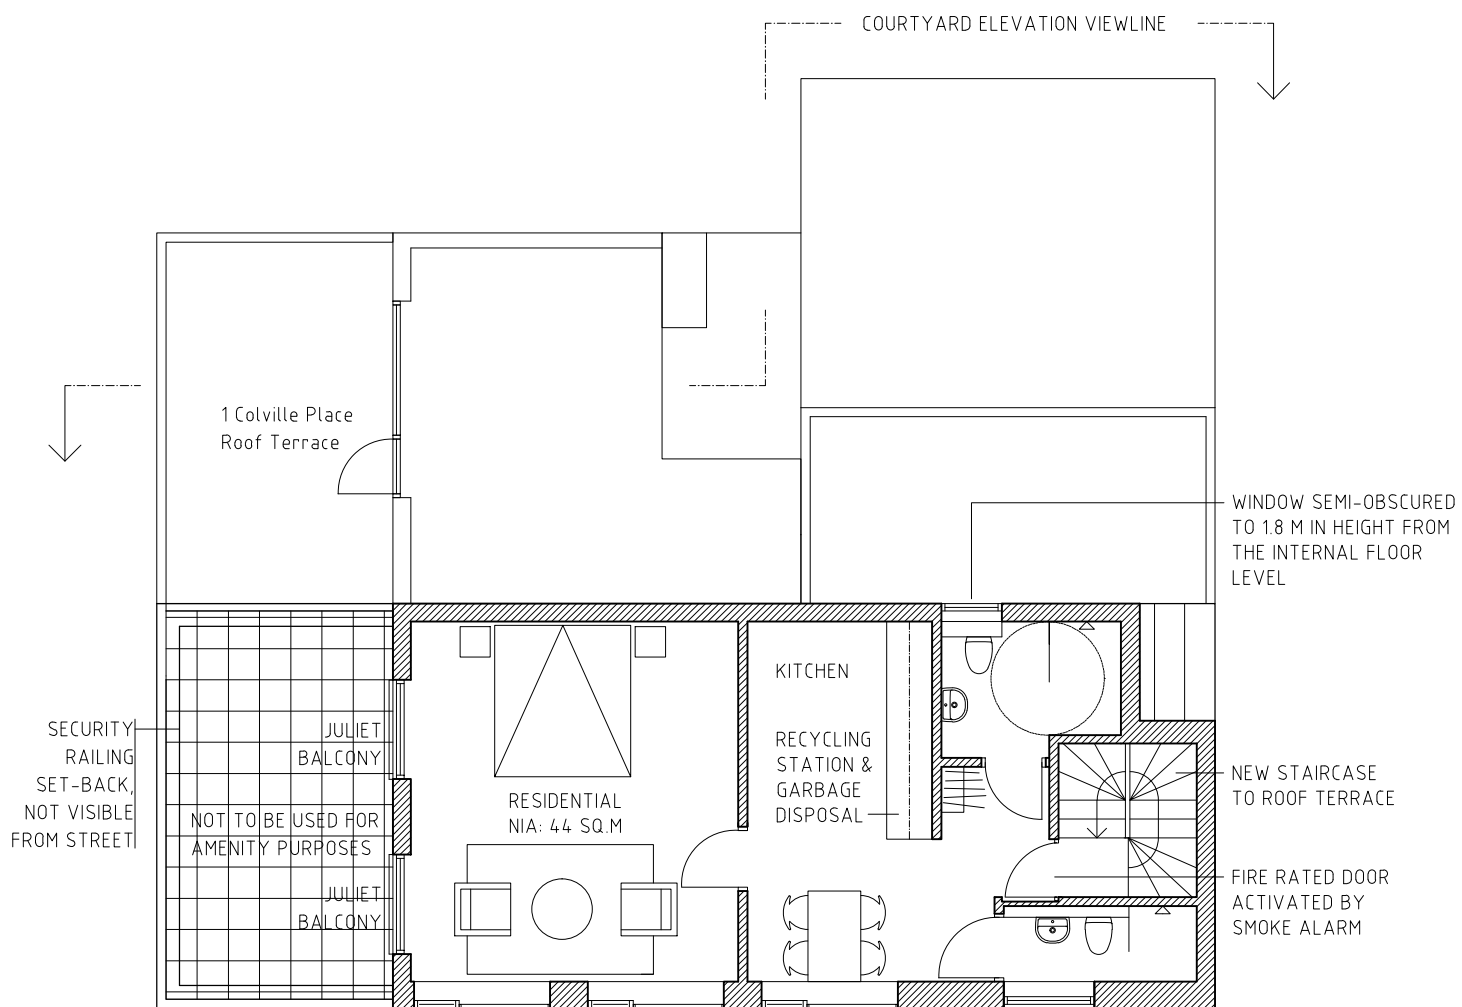 COURTYARD ELEVATION VIEWLINE
1 Colville Place
Roof Terrace
WINDOW SEMI-OBSCURED
TO 1.8 M IN HEIGHT FROM
THE INTERNAL FLOOR
LEVEL
SECURITY
RAILING
SET-BACK,
NOT VISIBLE
FROM STREET
JULIET
BALCONY
NOT TO BE USED FOR
AMENITY PURPOSES
JULIET
BALCONY
RESIDENTIAL
NIA: 44 SQ.M
KITCHEN
RECYCLING
STATION &
GARBAGE
DISPOSAL
NEW STAIRCASE
TO ROOF TERRACE
FIRE RATED DOOR
ACTIVATED BY
SMOKE ALARM